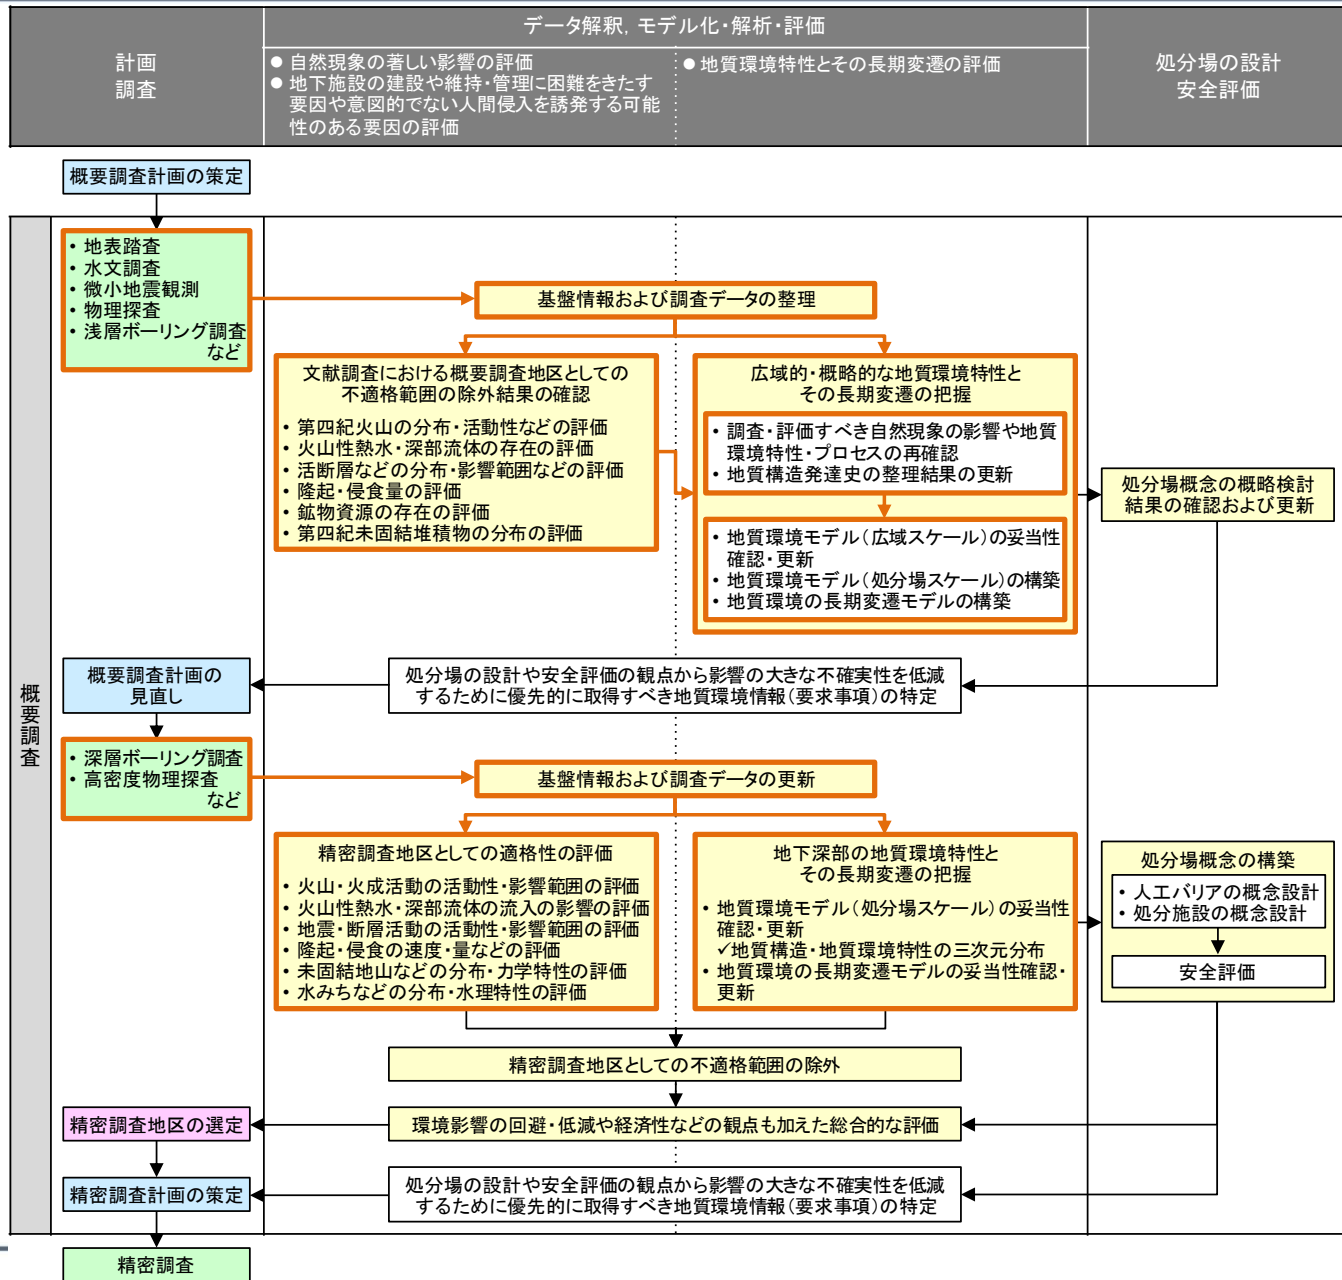 計画
調査
データ解釈，モデル化・解析・評価
● 自然現象の著しい影響の評価
● 地下施設の建設や維持・管理に困難をきたす
要因や意図的でない人間侵入を誘発する可能
性のある要因の評価
● 地質環境特性とその長期変遷の評価
処分場の設計
安全評価
概要調査計画の策定
概要調査
• 地表踏査
• 水文調査
• 微小地震観測
• 物理探査
• 浅層ボーリング調査
など
基盤情報および調査データの整理
文献調査における概要調査地区としての
不適格範囲の除外結果の確認
• 第四紀火山の分布・活動性などの評価
• 火山性熱水・深部流体の存在の評価
• 活断層などの分布・影響範囲などの評価
• 隆起・侵食量の評価
• 鉱物資源の存在の評価
• 第四紀未固結堆積物の分布の評価
広域的・概略的な地質環境特性と
その長期変遷の把握
• 調査・評価すべき自然現象の影響や地質
環境特性・プロセスの再確認
• 地質構造発達史の整理結果の更新
• 地質環境モデル（広域スケール）の妥当性
確認・更新
• 地質環境モデル（処分場スケール）の構築
• 地質環境の長期変遷モデルの構築
処分場概念の概略検討
結果の確認および更新
概要調査計画の
見直し
処分場の設計や安全評価の観点から影響の大きな不確実性を低減
するために優先的に取得すべき地質環境情報（要求事項）の特定
• 深層ボーリング調査
• 高密度物理探査
など
基盤情報および調査データの更新
精密調査地区としての適格性の評価
• 火山・火成活動の活動性・影響範囲の評価
• 火山性熱水・深部流体の流入の影響の評価
• 地震・断層活動の活動性・影響範囲の評価
• 隆起・侵食の速度・量などの評価
• 未固結地山などの分布・力学特性の評価
• 水みちなどの分布・水理特性の評価
地下深部の地質環境特性と
その長期変遷の把握
• 地質環境モデル（処分場スケール）の妥当性
確認・更新
✓地質構造・地質環境特性の三次元分布
• 地質環境の長期変遷モデルの妥当性確認・
更新
処分場概念の構築
• 人工バリアの概念設計
• 処分施設の概念設計
安全評価
精密調査地区としての不適格範囲の除外
精密調査地区の選定
環境影響の回避・低減や経済性などの観点も加えた総合的な評価
精密調査計画の策定
処分場の設計や安全評価の観点から影響の大きな不確実性を低減
するために優先的に取得すべき地質環境情報（要求事項）の特定
精密調査